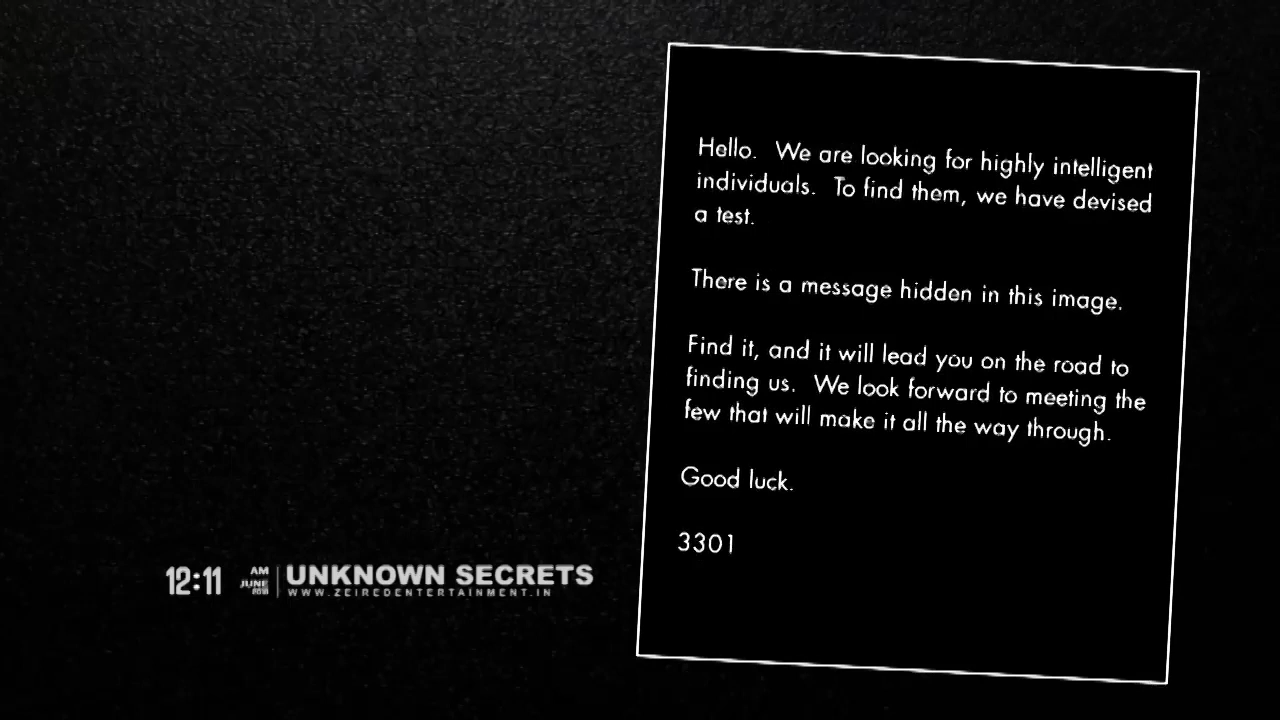 Hello. We are looking for highly intelligent
individuals. To find them, we have devised
a test.
There is a message hidden in this image.
Find it, and it will lead you on the road to
finding us. We look forward to meeting the
few that will make it all the way through.
Good luck.
3301
12:11
AM
JUNE
UNKNOWN SECRETS
WWW.ZEIREDENTERTAINMENT.IN